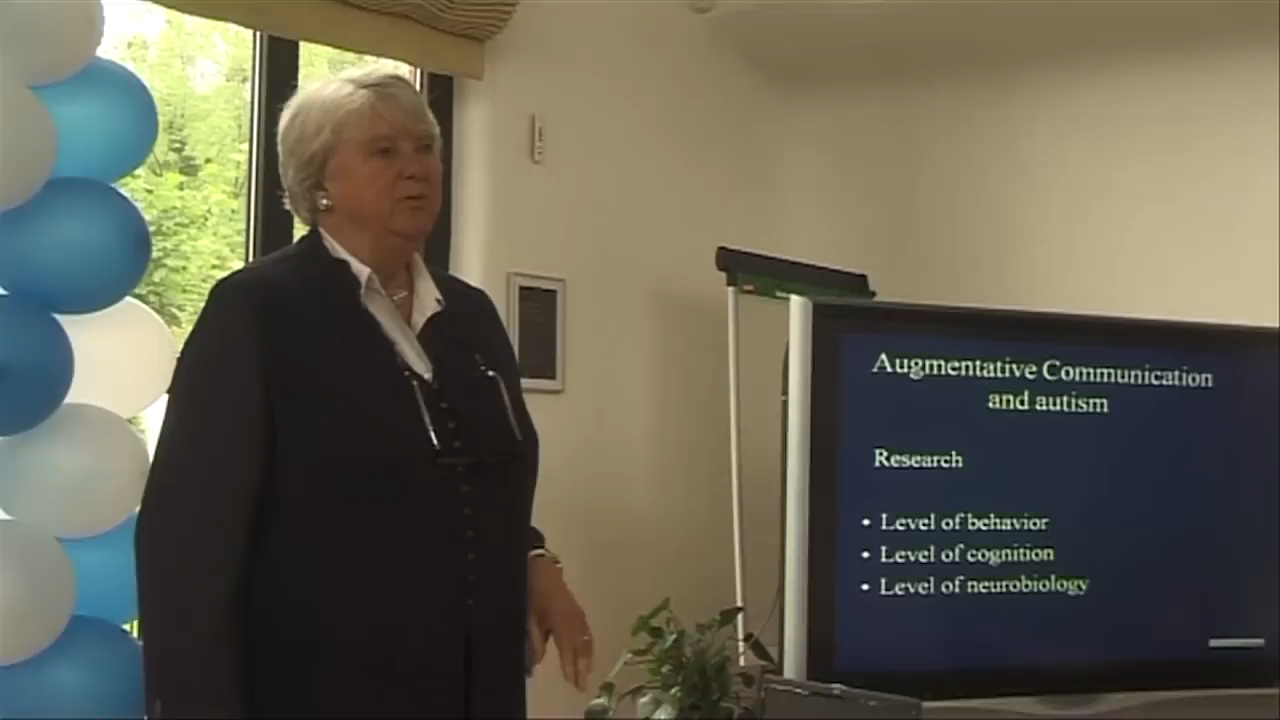 Augmentative Communication
and autism
Research
• Level of behavior
• Level of cognition
• Level of neurobiology